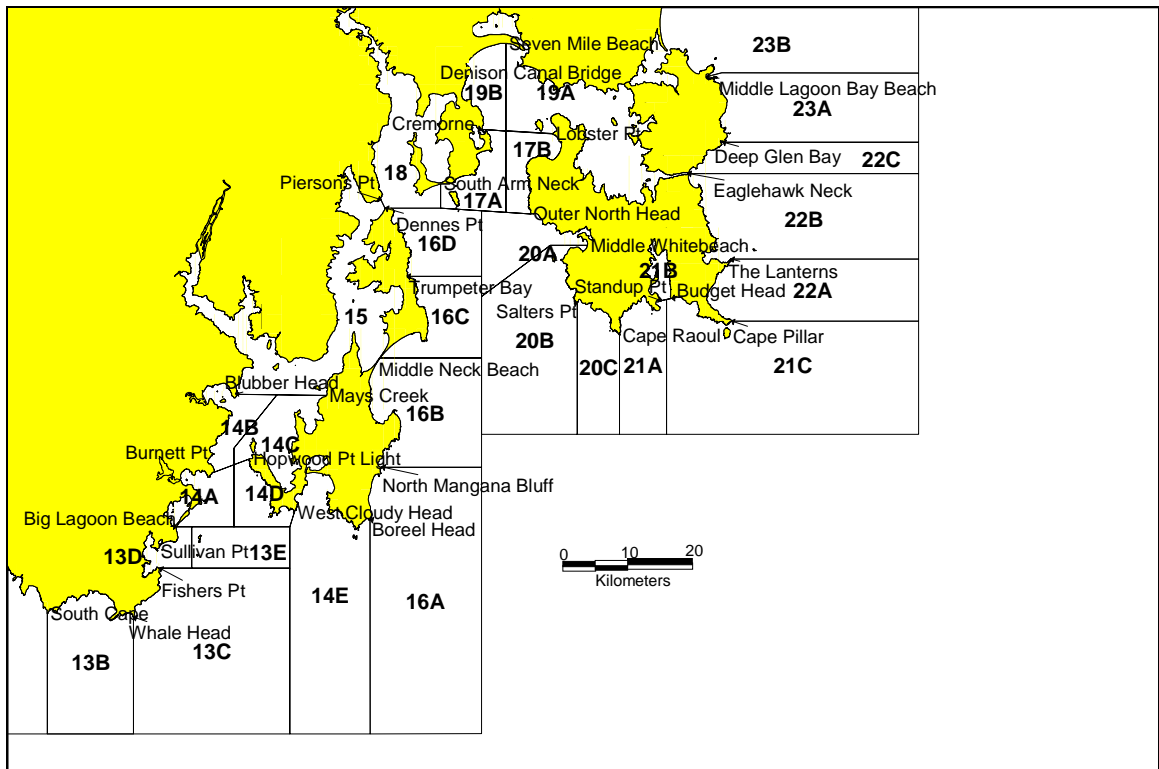 Seven Mile Beach
23B
Denison Canal Bridge
19B
19A
Middle Lagoon Bay Beach
23A
Cremorne
Lobster Pt
17B
Deep Glen Bay
22C
18
Piersons Pt
South Arm Neck
17A
Eaglehawk Neck
Outer North Head
22B
Dennes Pt
16D
20A
Middle Whitebeach
21B
The Lanterns
Trumpeter Bay
Standup Pt
Budget Head
22A
15
16C
Salters Pt
20B
Cape Raoul
Cape Pillar
20C
21A
21C
Middle Neck Beach
Blubber Head
Mays Creek
16B
14B
14C
Burnett Pt
Hopwood Pt Light
North Mangana Bluff
14A
14D
Big Lagoon Beach
West Cloudy Head
Boreel Head
13D
Sullivan Pt
13E
0 10 20
Kilometers
Fishers Pt
14E
16A
South Cape
Whale Head
13C
13B